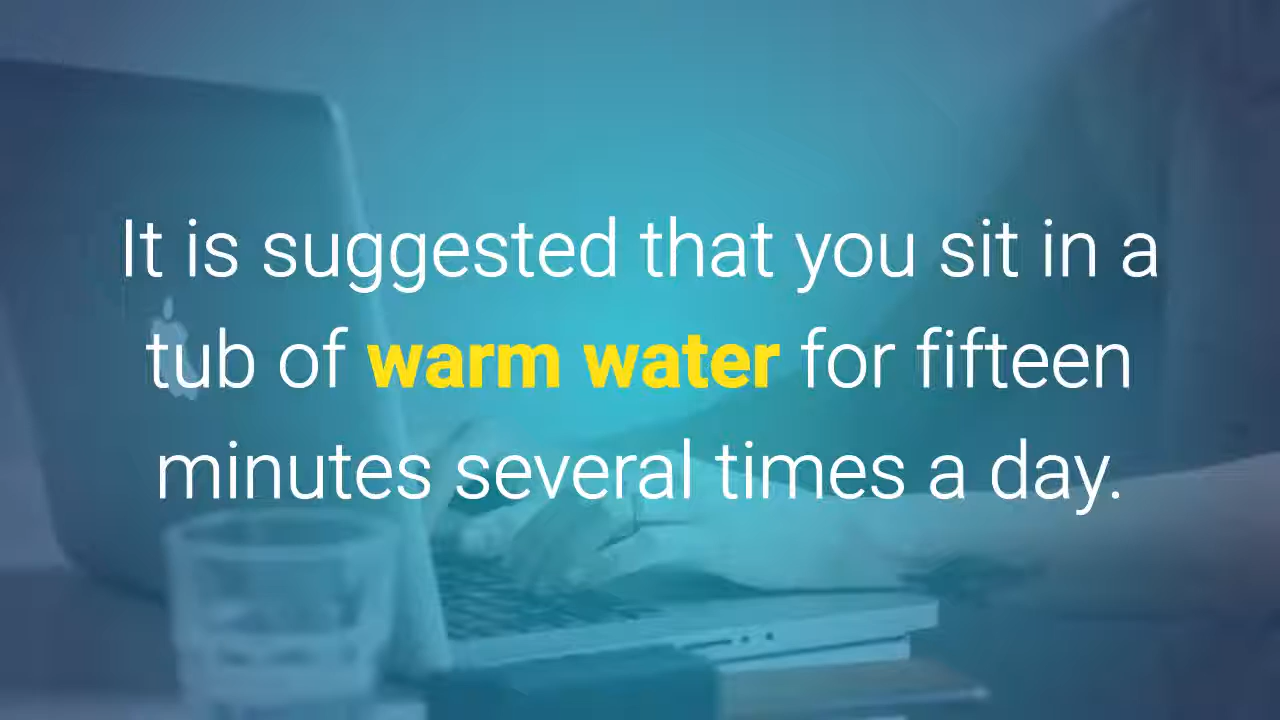 It is suggested that you sit in a
tub of warm water for fifteen
minutes several times a day.